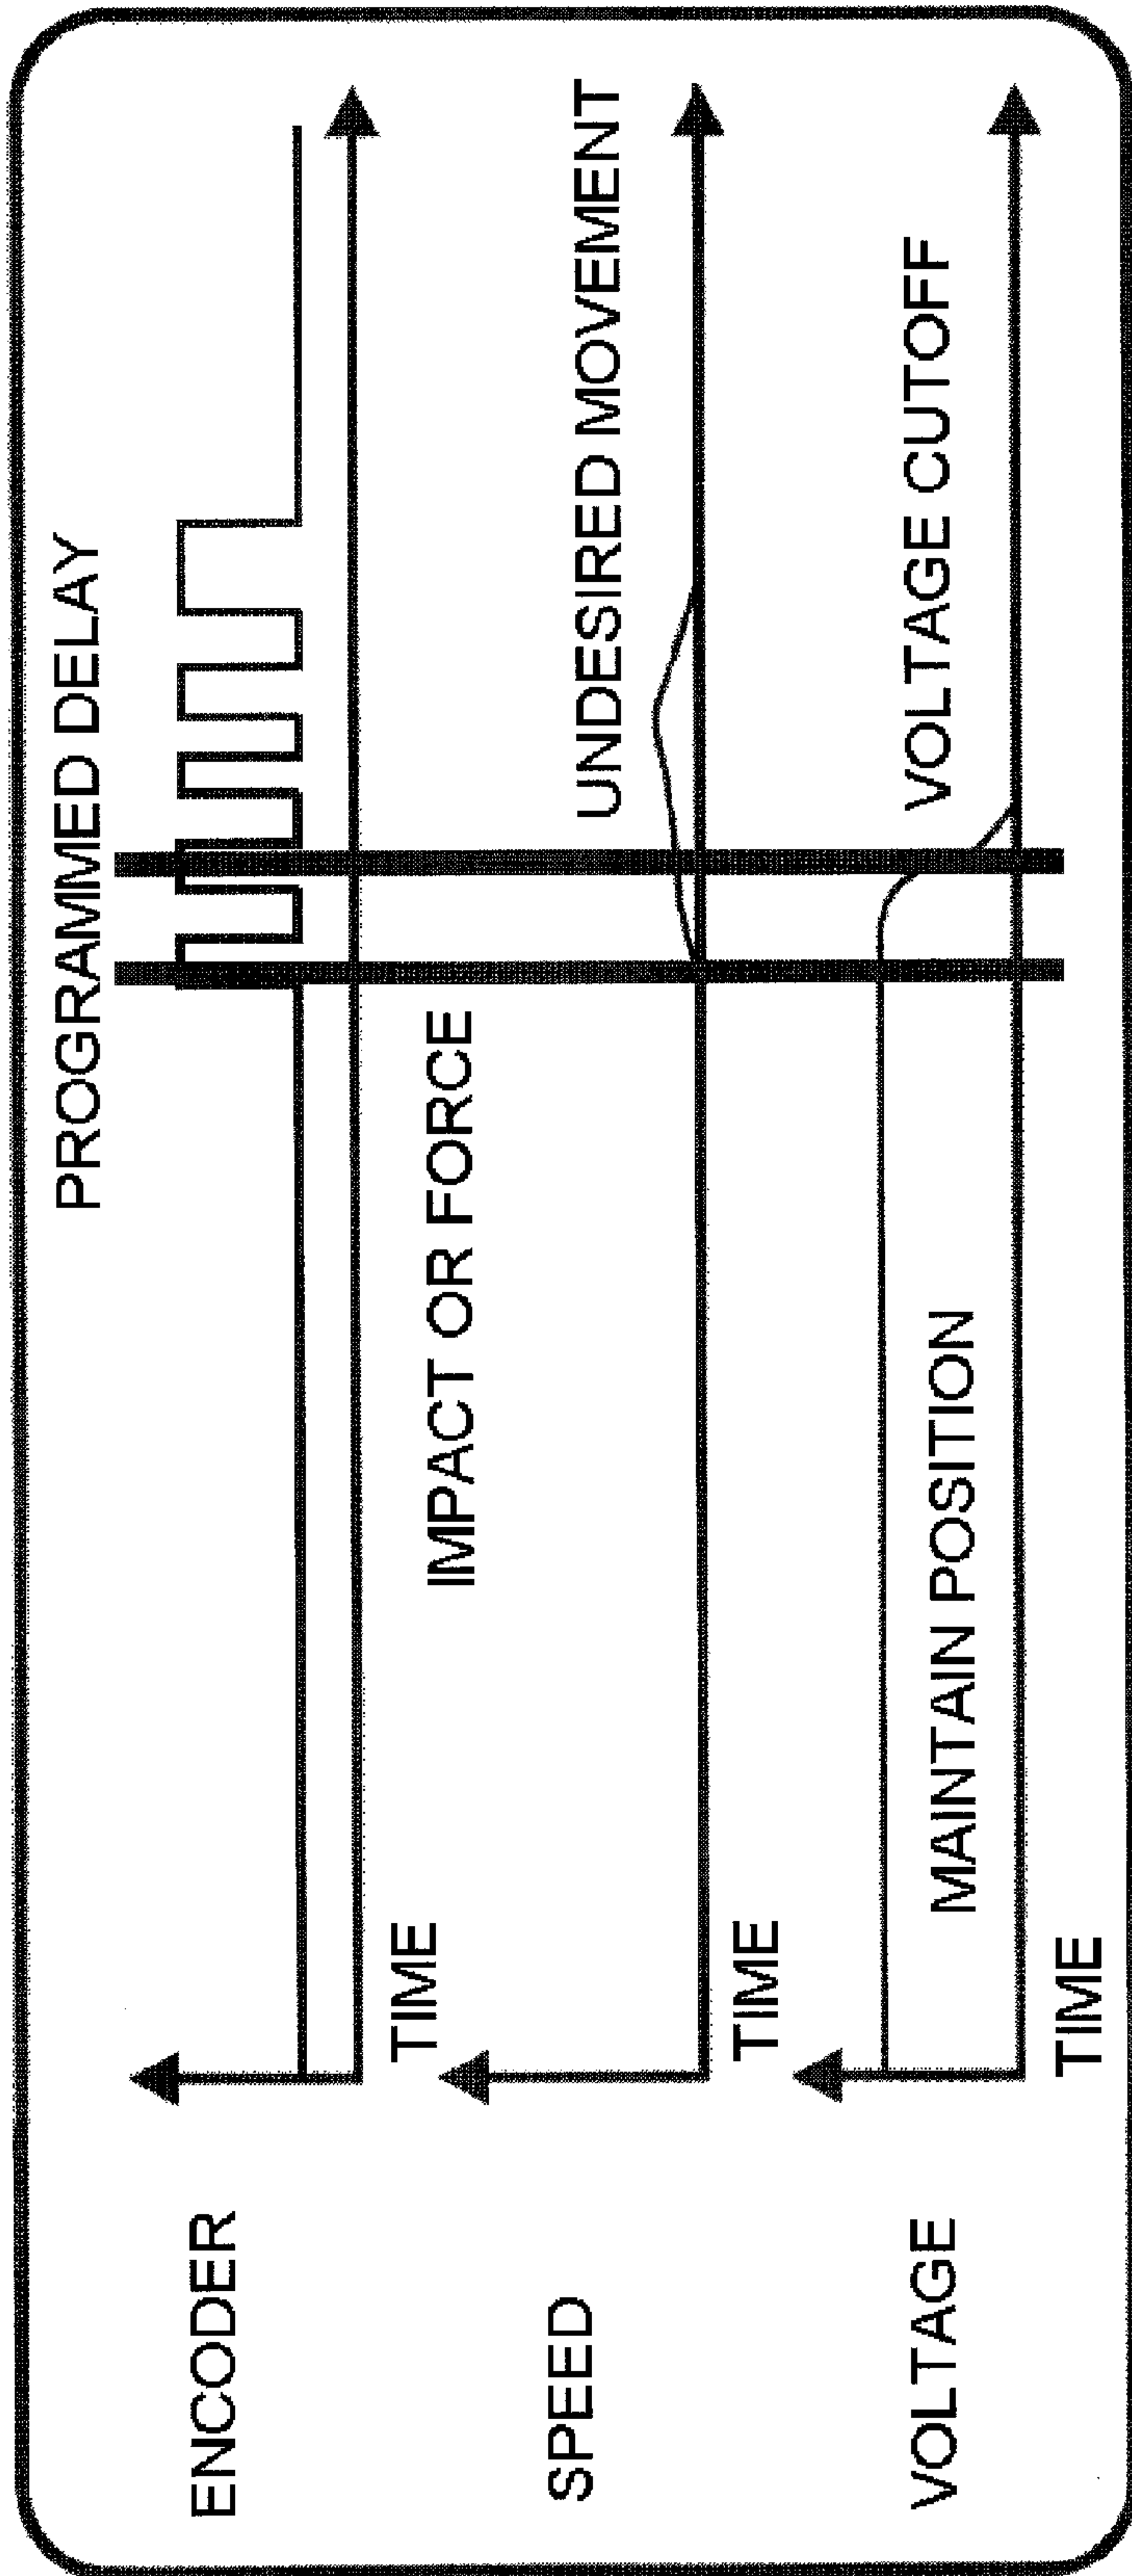 PROGRAMMED DELAY
ENCODER
TIME
IMPACT OR FORCE
SPEED
UNDESIRED MOVEMENT
TIME
VOLTAGE
MAINTAIN POSITION
VOLTAGE CUTOFF
TIME